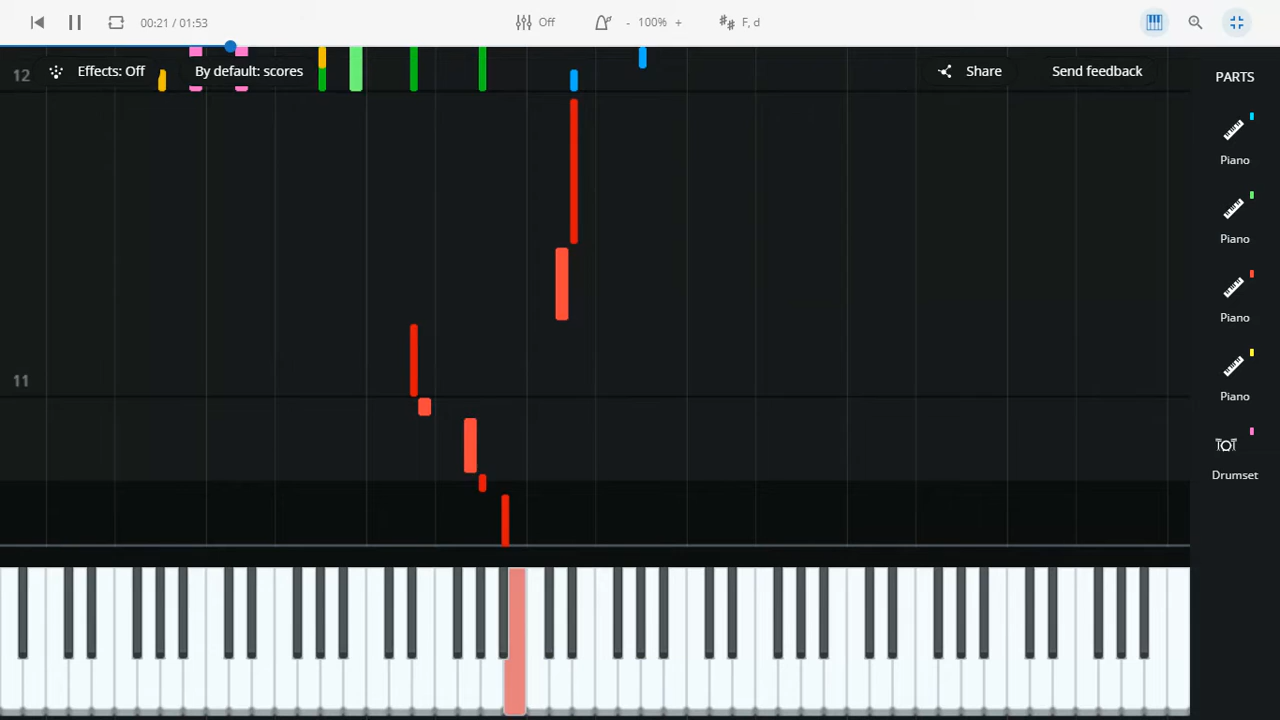 00:21 / 01:53
Off
- 100% +
F, d
12
Effects: Off
By default: scores
Share
Send feedback
PARTS
Piano
Piano
Piano
11
Piano
Drumset